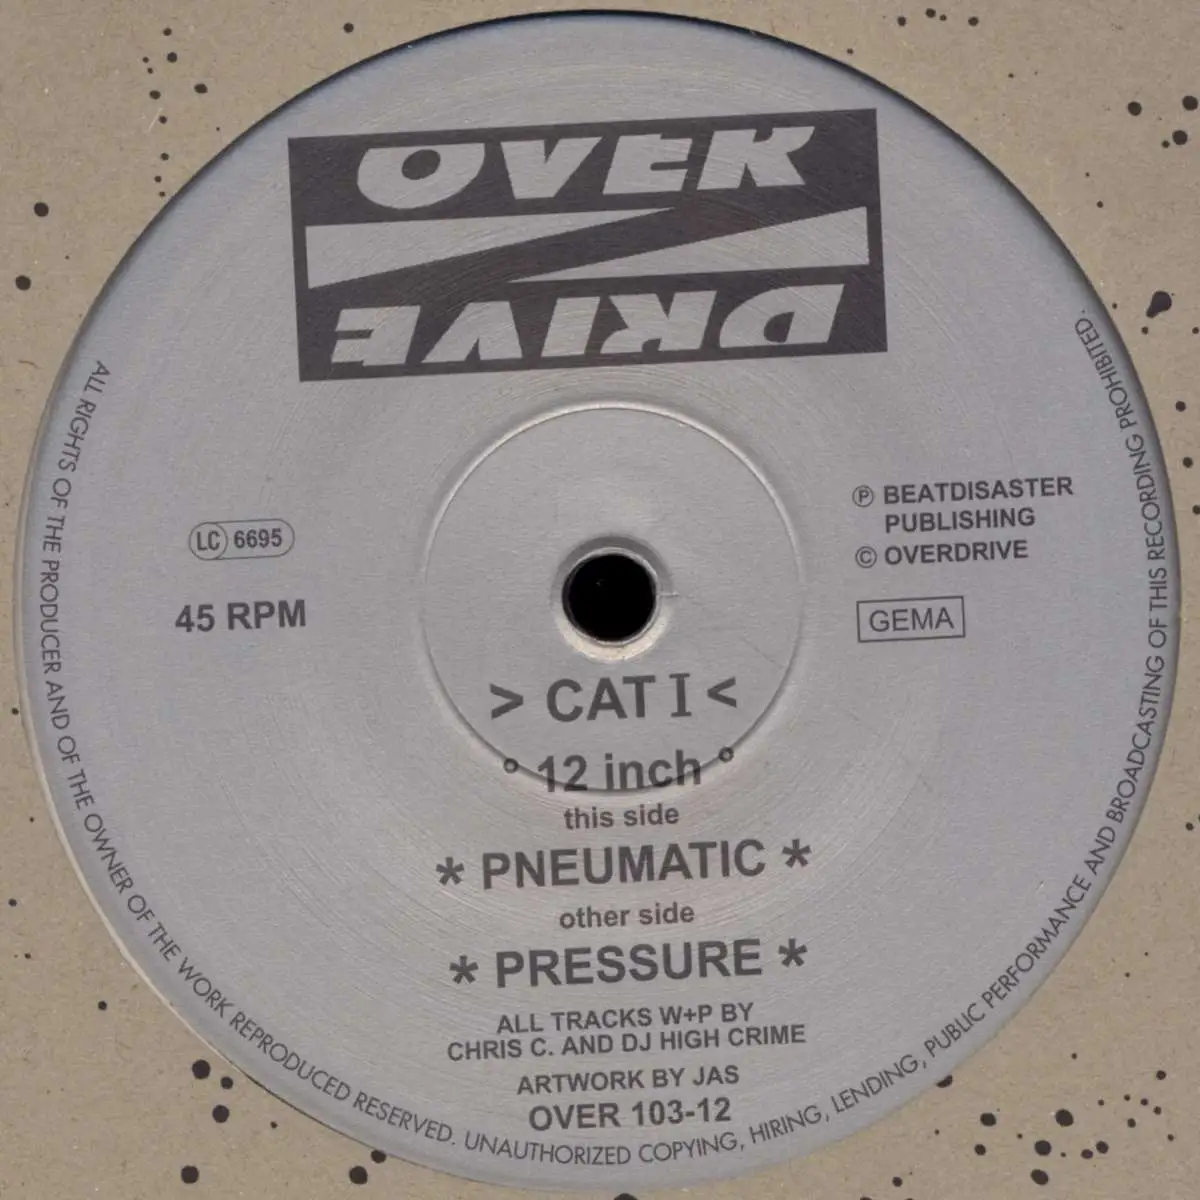 OVER
DRIVE
LC 6695
45 RPM
Ⓟ BEATDISASTER
PUBLISHING
© OVERDRIVE
GEMA
> CAT I <
° 12 inch °
this side
* PNEUMATIC *
other side
* PRESSURE *
ALL TRACKS W+P BY
CHRIS C. AND DJ HIGH CRIME
ARTWORK BY JAS
OVER 103-12
ALL RIGHTS OF THE PRODUCER AND OF THE OWNER OF THE WORK REPRODUCED RESERVED. UNAUTHORIZED COPYING, HIRING, LENDING, PUBLIC PERFORMANCE AND BROADCASTING OF THIS RECORDING PROHIBITED.